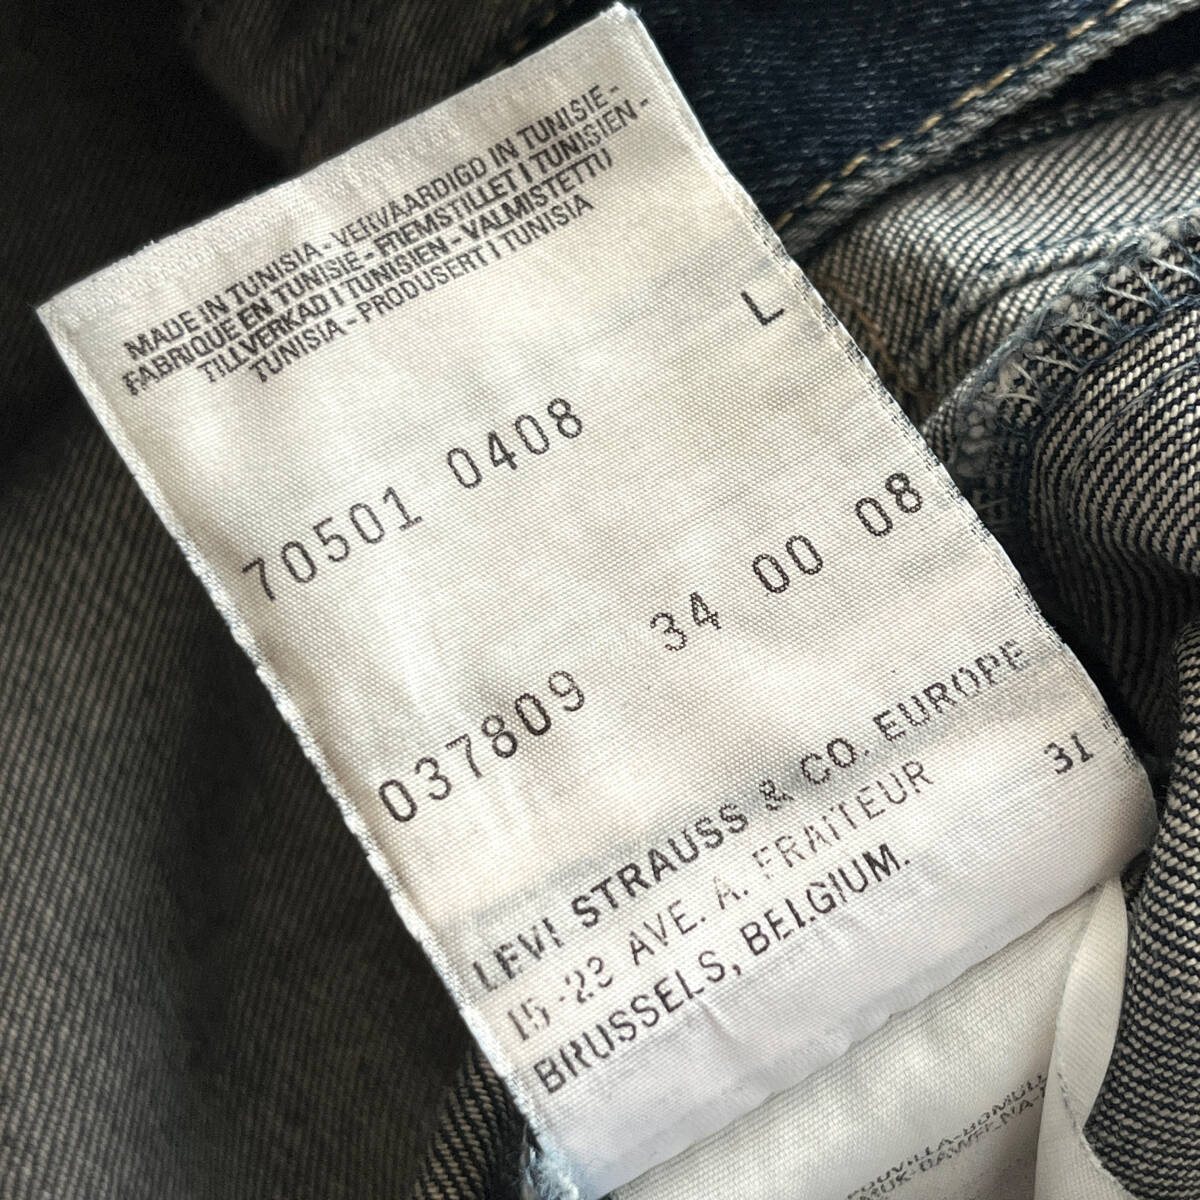 MADE IN TUNISIA - VERVAARDIGD IN TUNISIE -
FABRIQUE EN TUNISIE - FREMSTILLET I TUNISIEN -
TILLVERKAD I TUNISIEN - VALMISTETTU
TUNISIA - PRODUSERT I TUNISIA
L
70501 0408
037809 34 00 08
LEVI STRAUSS & CO. EUROPE
15-23 AVE. A. FRAITEUR 31
BRUSSELS, BELGIUM.